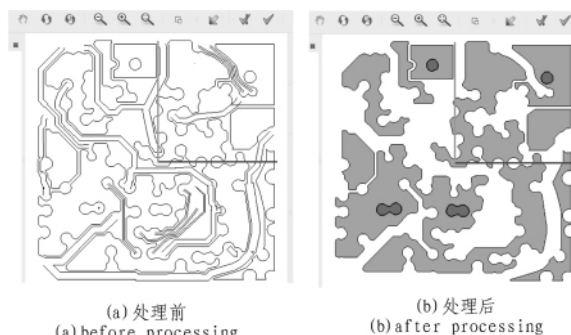 (a)处理前
(a)before processing
(b)处理后
(b)after processing